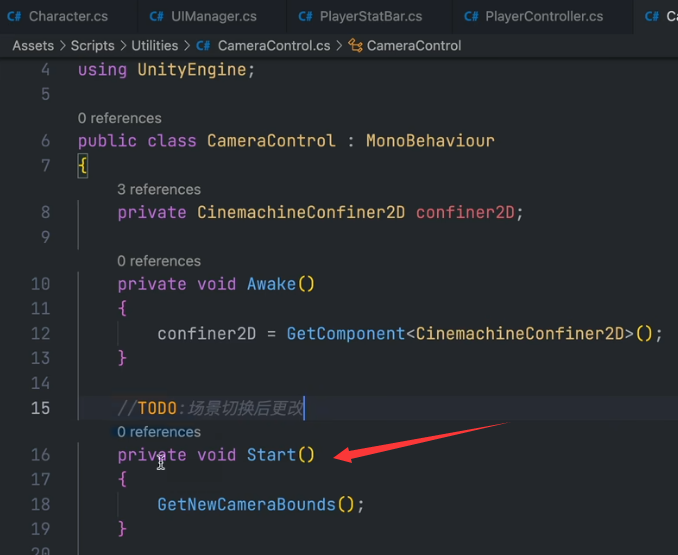 C# Character.cs C# UIManager.cs C# PlayerStatBar.cs C# PlayerController.cs C# Ca
Assets > Scripts > Utilities > C# CameraControl.cs > CameraControl
4 using UnityEngine;
5
0 references
6 public class CameraControl : MonoBehaviour
7 {
3 references
8 private CinemachineConfiner2D confiner2D;
9
0 references
10 private void Awake()
11 {
12 confiner2D = GetComponent<CinemachineConfiner2D>();
13 }
14
15 //TODO:场景切换后更改
0 references
16 private void Start()
17 {
18 GetNewCameraBounds();
19 }
20